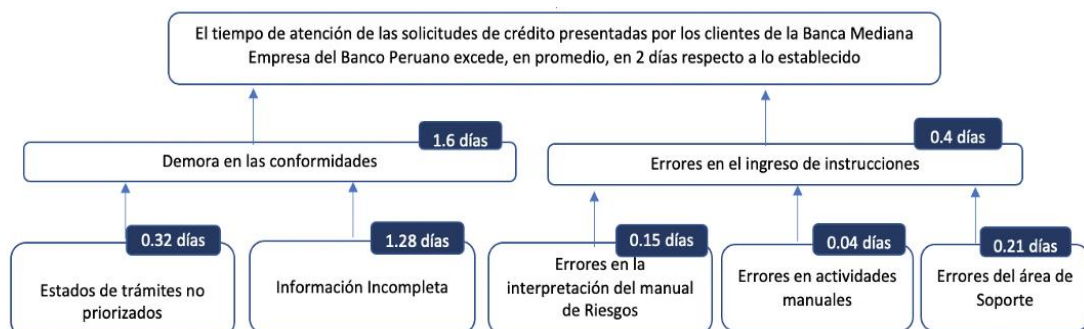 El tiempo de atención de las solicitudes de crédito presentadas por los clientes de la Banca Mediana
Empresa del Banco Peruano excede, en promedio, en 2 días respecto a lo establecido
1.6 días
Demora en las conformidades
0.4 días
Errores en el ingreso de instrucciones
0.32 días
Estados de trámites no
priorizados
1.28 días
Información Incompleta
0.15 días
Errores en la
interpretación del manual
de Riesgos
0.04 días
Errores en actividades
manuales
0.21 días
Errores del área de
Soporte